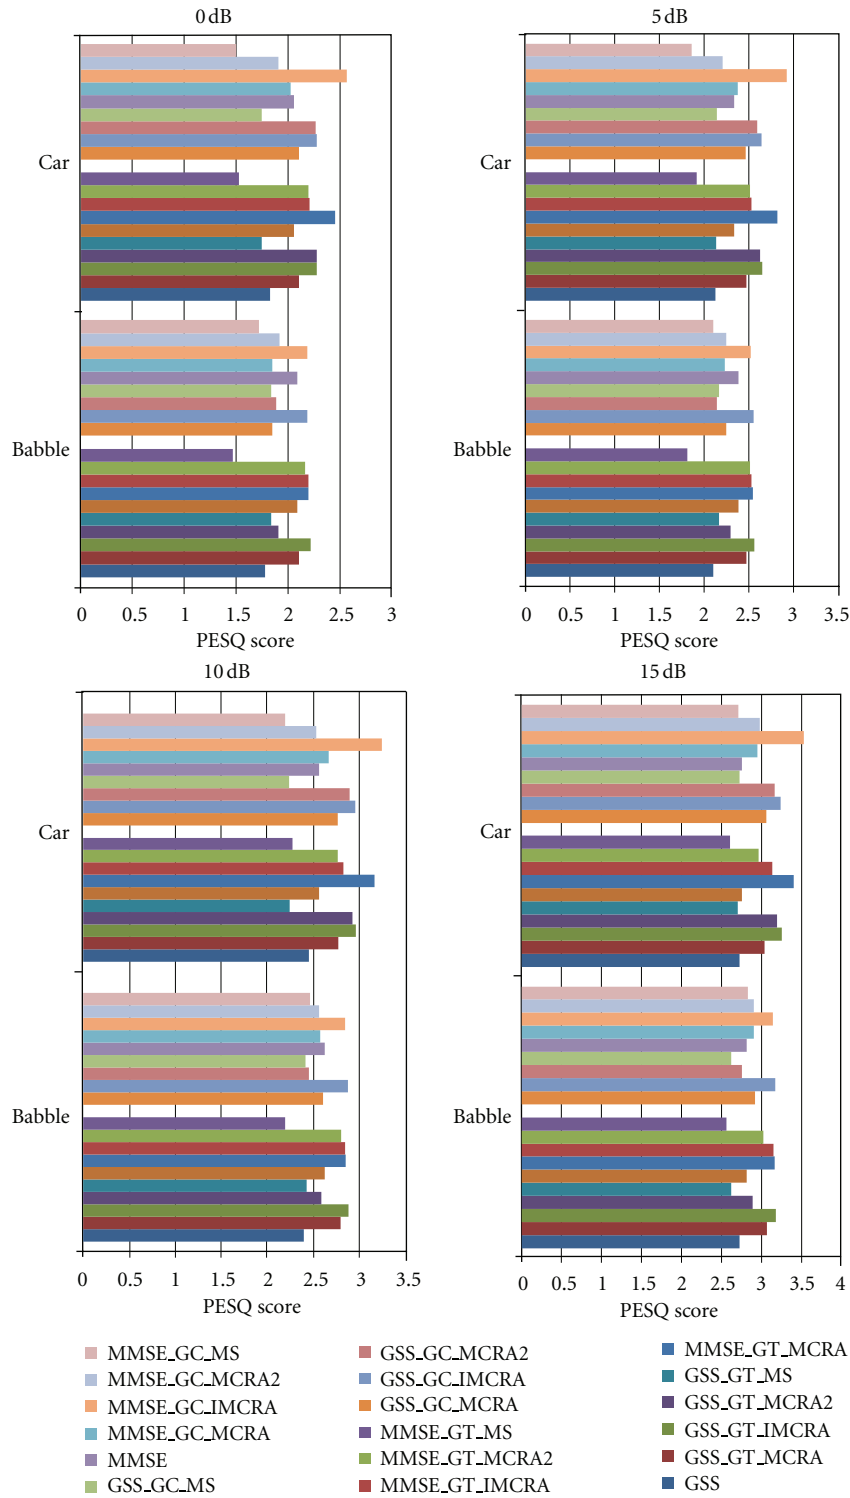 0 dB
5 dB
Car
Car
Babble
Babble
0 0.5 1 1.5 2 2.5 3
0 0.5 1 1.5 2 2.5 3 3.5
PESQ score
PESQ score
10 dB
15 dB
Car
Car
Babble
Babble
0 0.5 1 1.5 2 2.5 3 3.5
0 0.5 1 1.5 2 2.5 3 3.5 4
PESQ score
PESQ score
MMSE_GC_MS
MMSE_GC_MCRA2
MMSE_GC_IMCRA
MMSE_GC_MCRA
MMSE
GSS_GC_MS
GSS_GC_MCRA2
GSS_GC_IMCRA
GSS_GC_MCRA
MMSE_GT_MS
MMSE_GT_MCRA2
MMSE_GT_IMCRA
MMSE_GT_MCRA
GSS_GT_MS
GSS_GT_MCRA2
GSS_GT_IMCRA
GSS_GT_MCRA
GSS